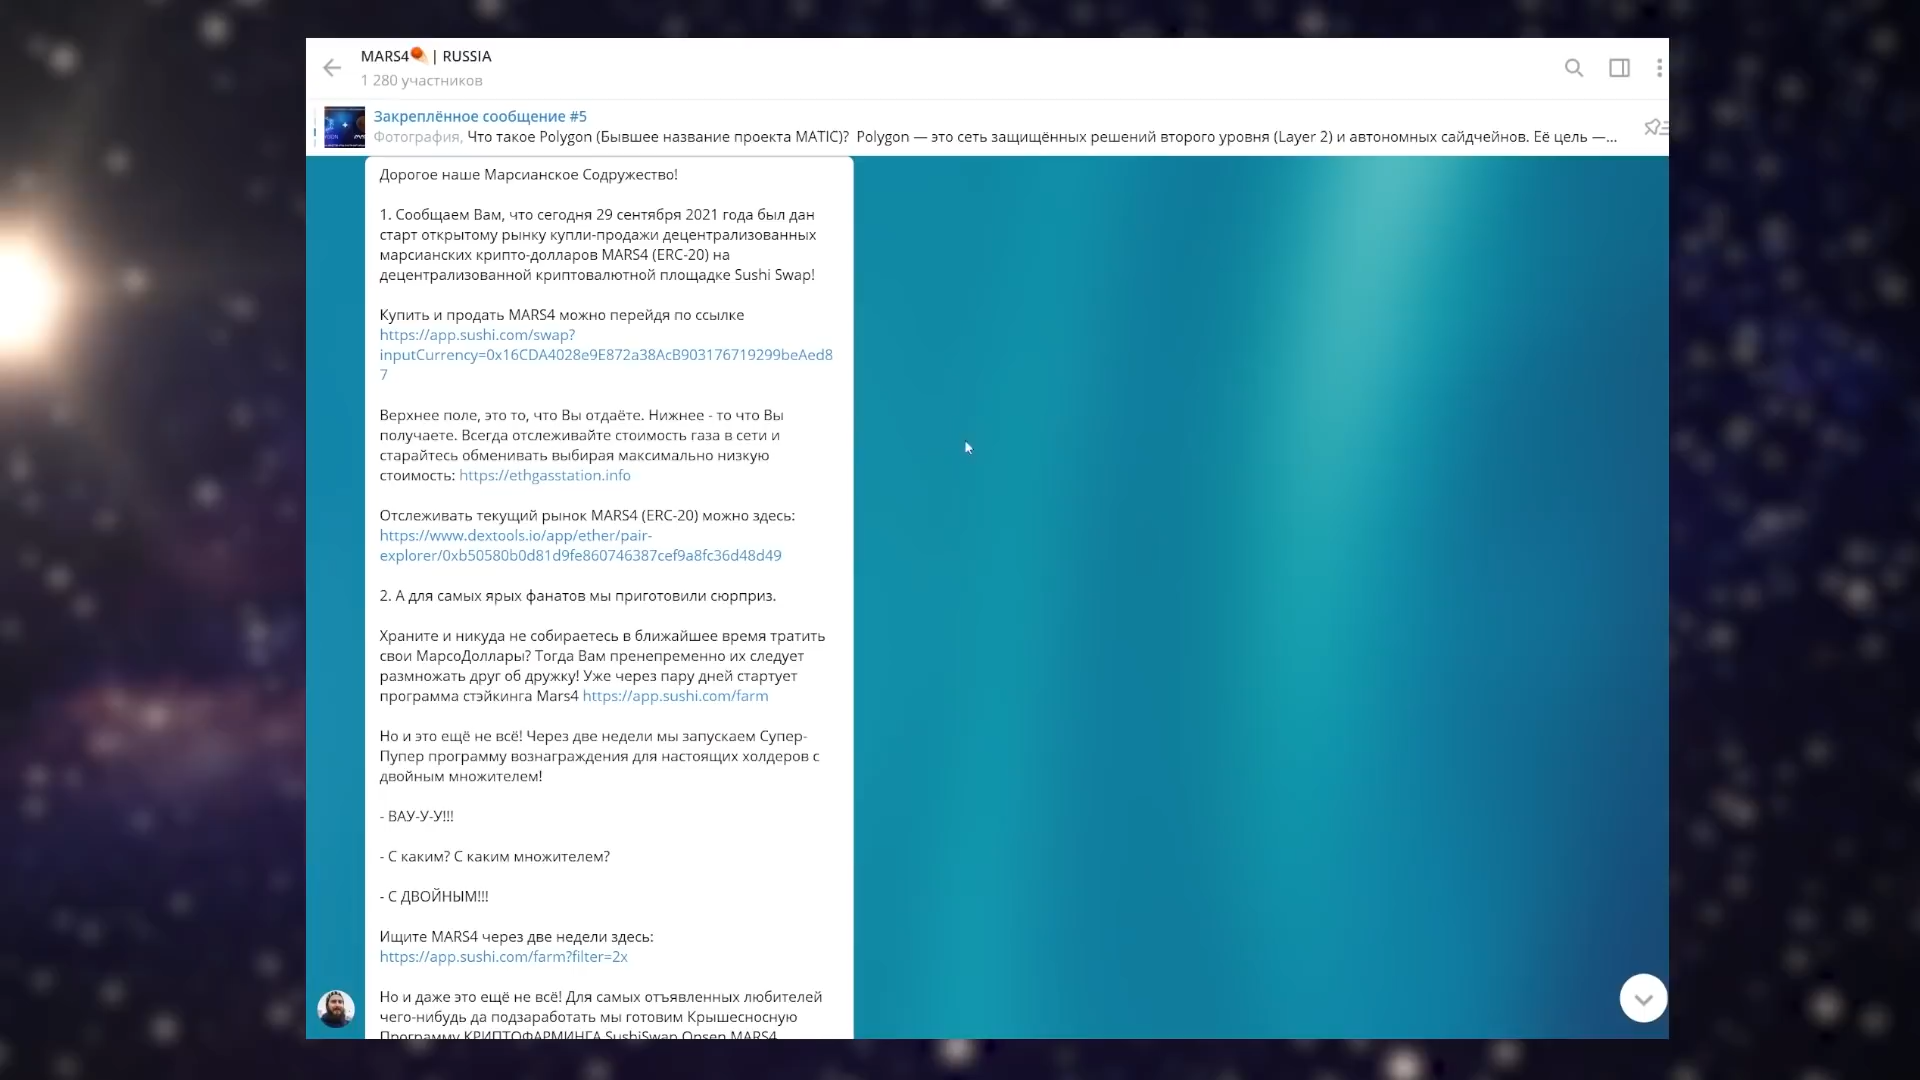 MARS4 | RUSSIA
1 280 участников
Закреплённое сообщение #5
Фотография, Что такое Polygon (Бывшее название проекта MATIC)? Polygon — это сеть защищённых решений второго уровня (Layer 2) и автономных сайдчейнов. Её цель —...
Дорогое наше Марсианское Содружество!
1. Сообщаем Вам, что сегодня 29 сентября 2021 года был дан
старт открытому рынку купли-продажи децентрализованных
марсианских крипто-долларов MARS4 (ERC-20) на
децентрализованной криптовалютной площадке Sushi Swap!
Купить и продать MARS4 можно перейдя по ссылке
https://app.sushi.com/swap?
inputCurrency=0x16CDA4028e9E872a38AcB903176719299beAed8
7
Верхнее поле, это то, что Вы отдаёте. Нижнее - то что Вы
получаете. Всегда отслеживайте стоимость газа в сети и
старайтесь обменивать выбирая максимально низкую
стоимость: https://ethgasstation.info
Отслеживать текущий рынок MARS4 (ERC-20) можно здесь:
https://www.dextools.io/app/ether/pair-
explorer/0xb50580b0d81d9fe860746387cef9a8fc36d48d49
2. А для самых ярых фанатов мы приготовили сюрприз.
Храните и никуда не собираетесь в ближайшее время тратить
свои МарсоДоллары? Тогда Вам пренепременно их следует
размножать друг об дружку! Уже через пару дней стартует
программа стэйкинга Mars4 https://app.sushi.com/farm
Но и это ещё не всё! Через две недели мы запускаем Супер-
Пупер программу вознаграждения для настоящих холдеров с
двойным множителем!
- ВАУ-У-У!!!
- С каким? С каким множителем?
- С ДВОЙНЫМ!!!
Ищите MARS4 через две недели здесь:
https://app.sushi.com/farm?filter=2x
Но и даже это ещё не всё! Для самых отъявленных любителей
чего-нибудь да подзаработать мы готовим Крышесносную
Программу КРИПТОФАРМИНГА SushiSwap Onsen MARS4